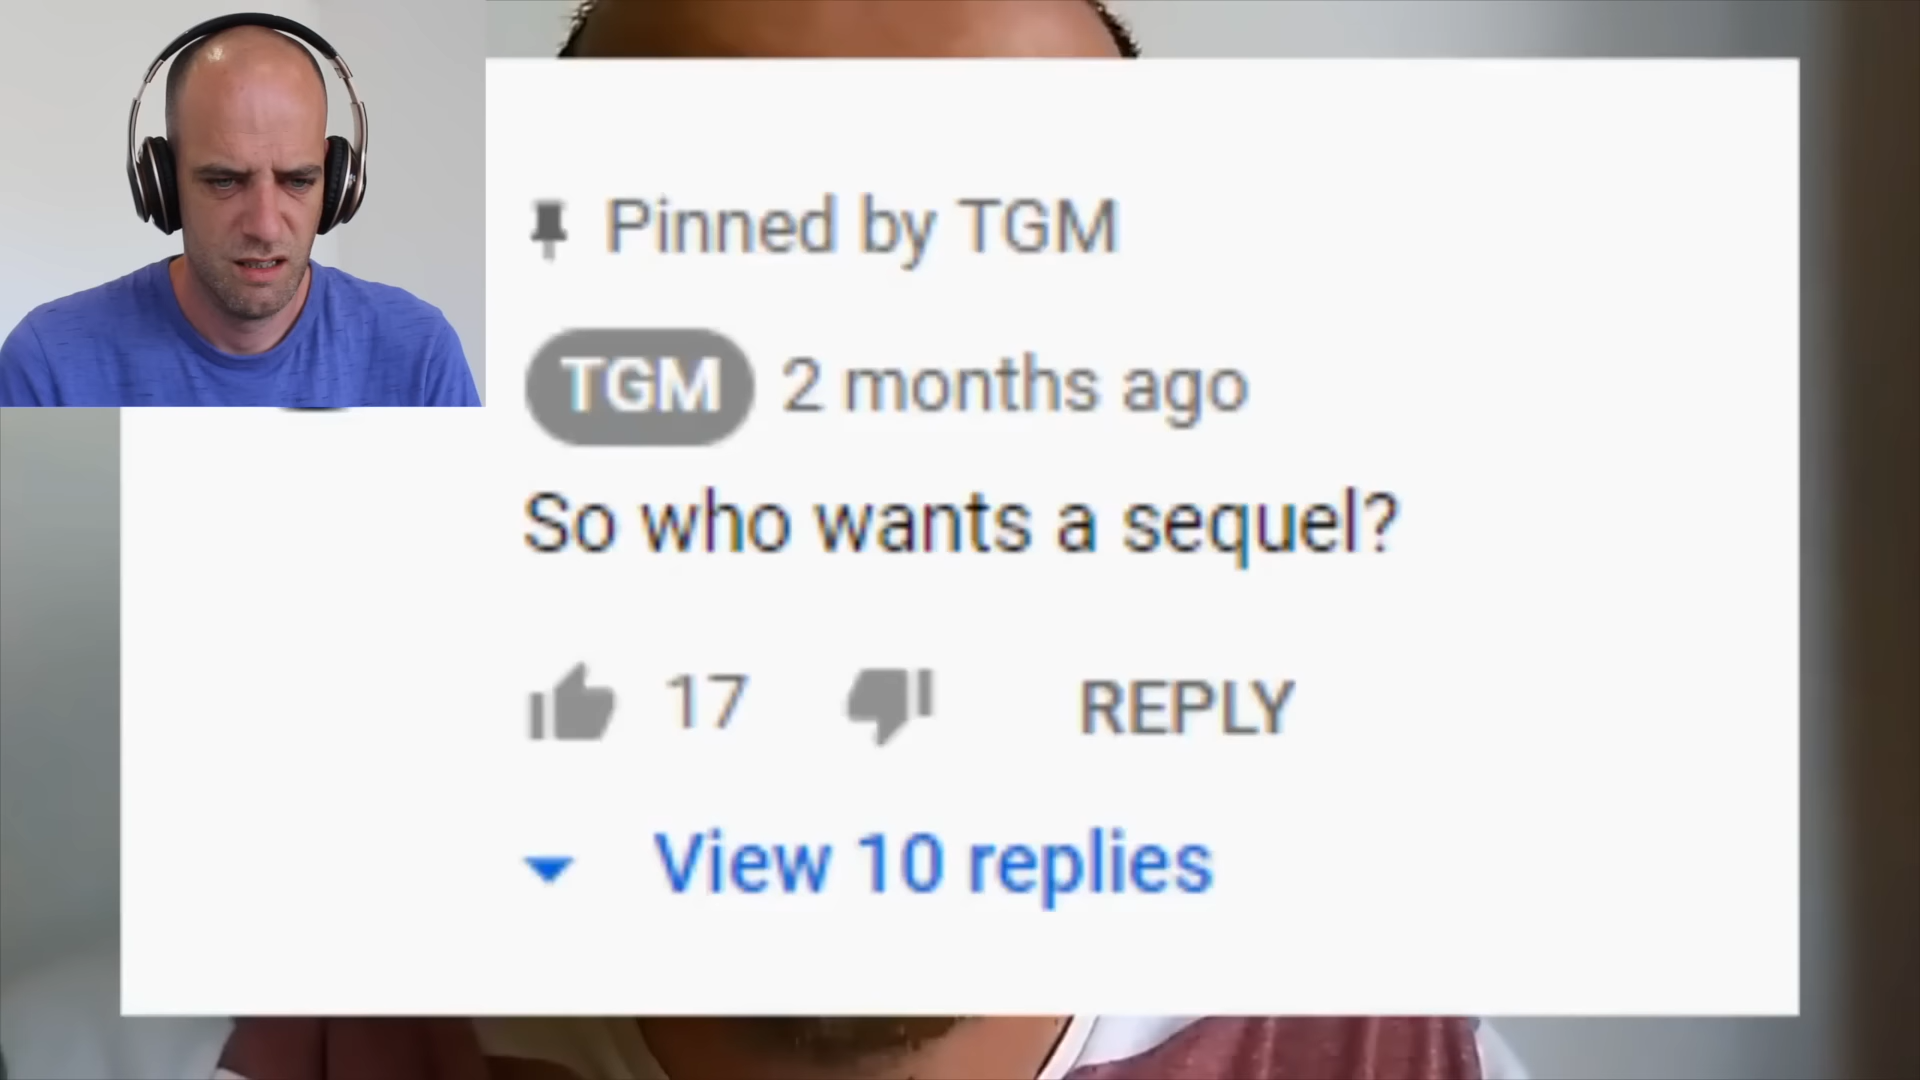 Pinned by TGM
TGM 2 months ago
So who wants a sequel?
17 REPLY
View 10 replies